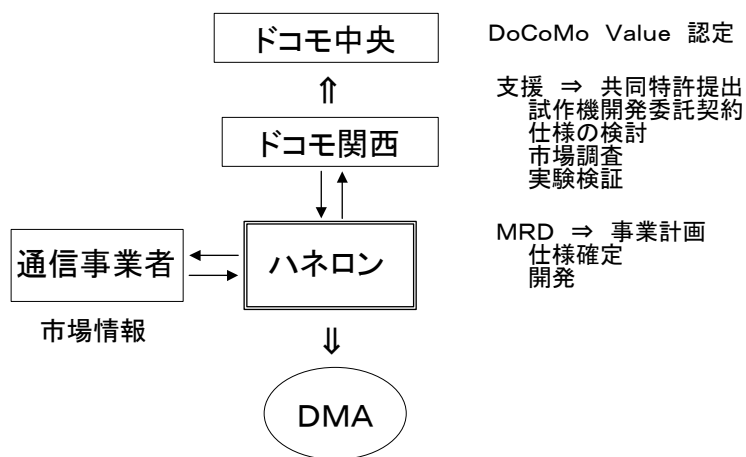 ドコモ中央
DoCoMo Value 認定
⇑
支援 ⇒ 共同特許提出
試作機開発委託契約
仕様の検討
市場調査
実験検証
ドコモ関西
MRD ⇒ 事業計画
仕様確定
開発
通信事業者
ハネロン
市場情報
⇓
DMA